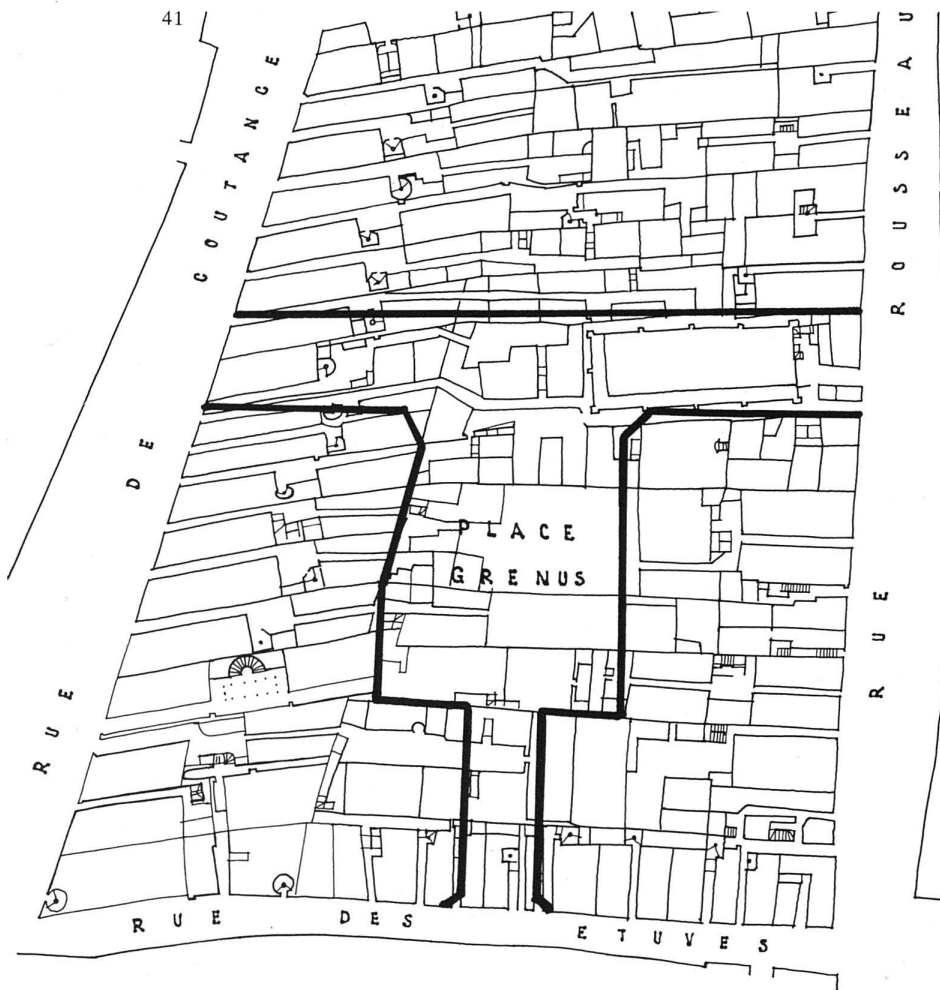 41
RUE DE COUTANCE
RUE ROUSSEAU
PLACE
GRENUS
RUE DES ETUVES